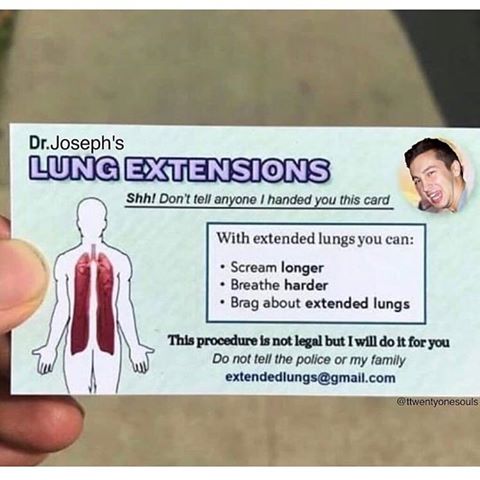 Dr.Joseph's
LUNG EXTENSIONS
Shh! Don't tell anyone I handed you this card
With extended lungs you can:
• Scream longer
• Breathe harder
• Brag about extended lungs
This procedure is not legal but I will do it for you
Do not tell the police or my family
extendedlungs@gmail.com
@ttwentyonesouls